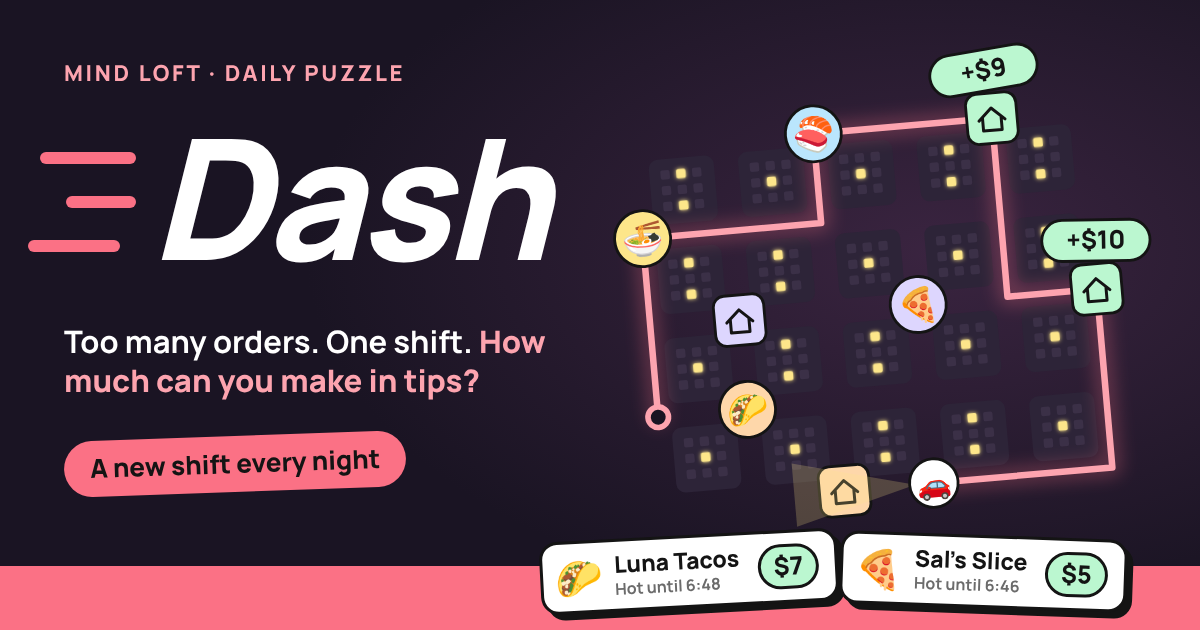 MIND LOFT · DAILY PUZZLE
Dash
Too many orders. One shift. How
much can you make in tips?
A new shift every night
+$9
+$10
Luna Tacos
Hot until 6:48
$7
Sal’s Slice
Hot until 6:46
$5